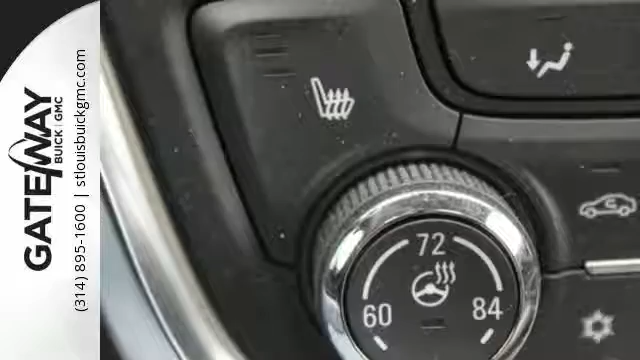 GATEWAY
BUICK GMC
(314) 895-1600 | stlouisbuickgmc.com
72
60
84